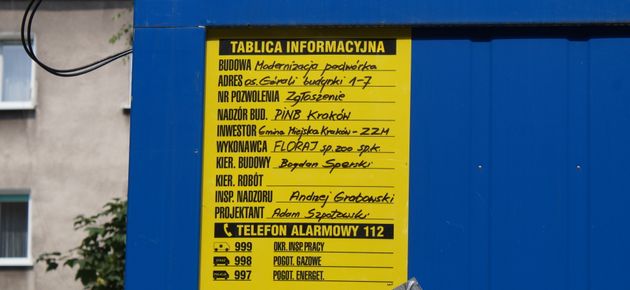 TABLICA INFORMACYJNA
BUDOWA Modernizacja podwórka
ADRES os. Górali budynki 1-7
NR POZWOLENIA Zgłoszenie
NADZÓR BUD. PINB Kraków
INWESTOR Gmina Miejska Kraków - ZZM
WYKONAWCA FLORAJ sp. zoo sp.k.
KIER. BUDOWY Bogdan Sperski
KIER. ROBÓT
INSP. NADZORU Andrzej Grabowski
PROJEKTANT Adam Szpotowski
TELEFON ALARMOWY 112
999 OKR. INSP. PRACY
998 POGOT. GAZOWE
997 POGOT. ENERGET.